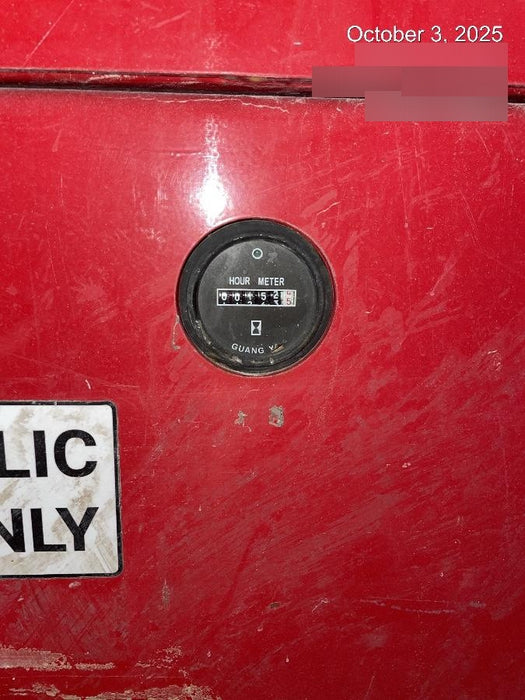 October 3, 2025
HOUR METER
GUANG
LIC
NLY